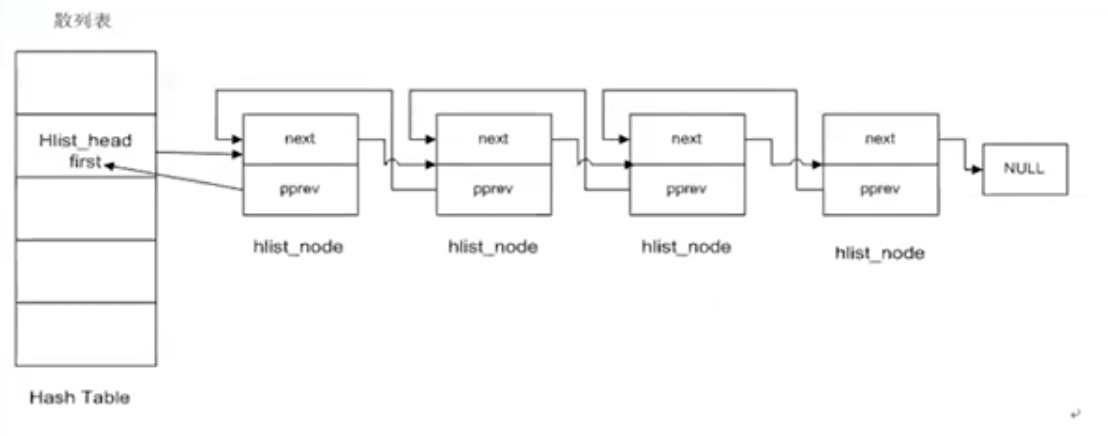 散列表
Hlist_head
first
next
next
next
next
NULL
pprev
pprev
pprev
pprev
hlist_node
hlist_node
hlist_node
hlist_node
Hash Table